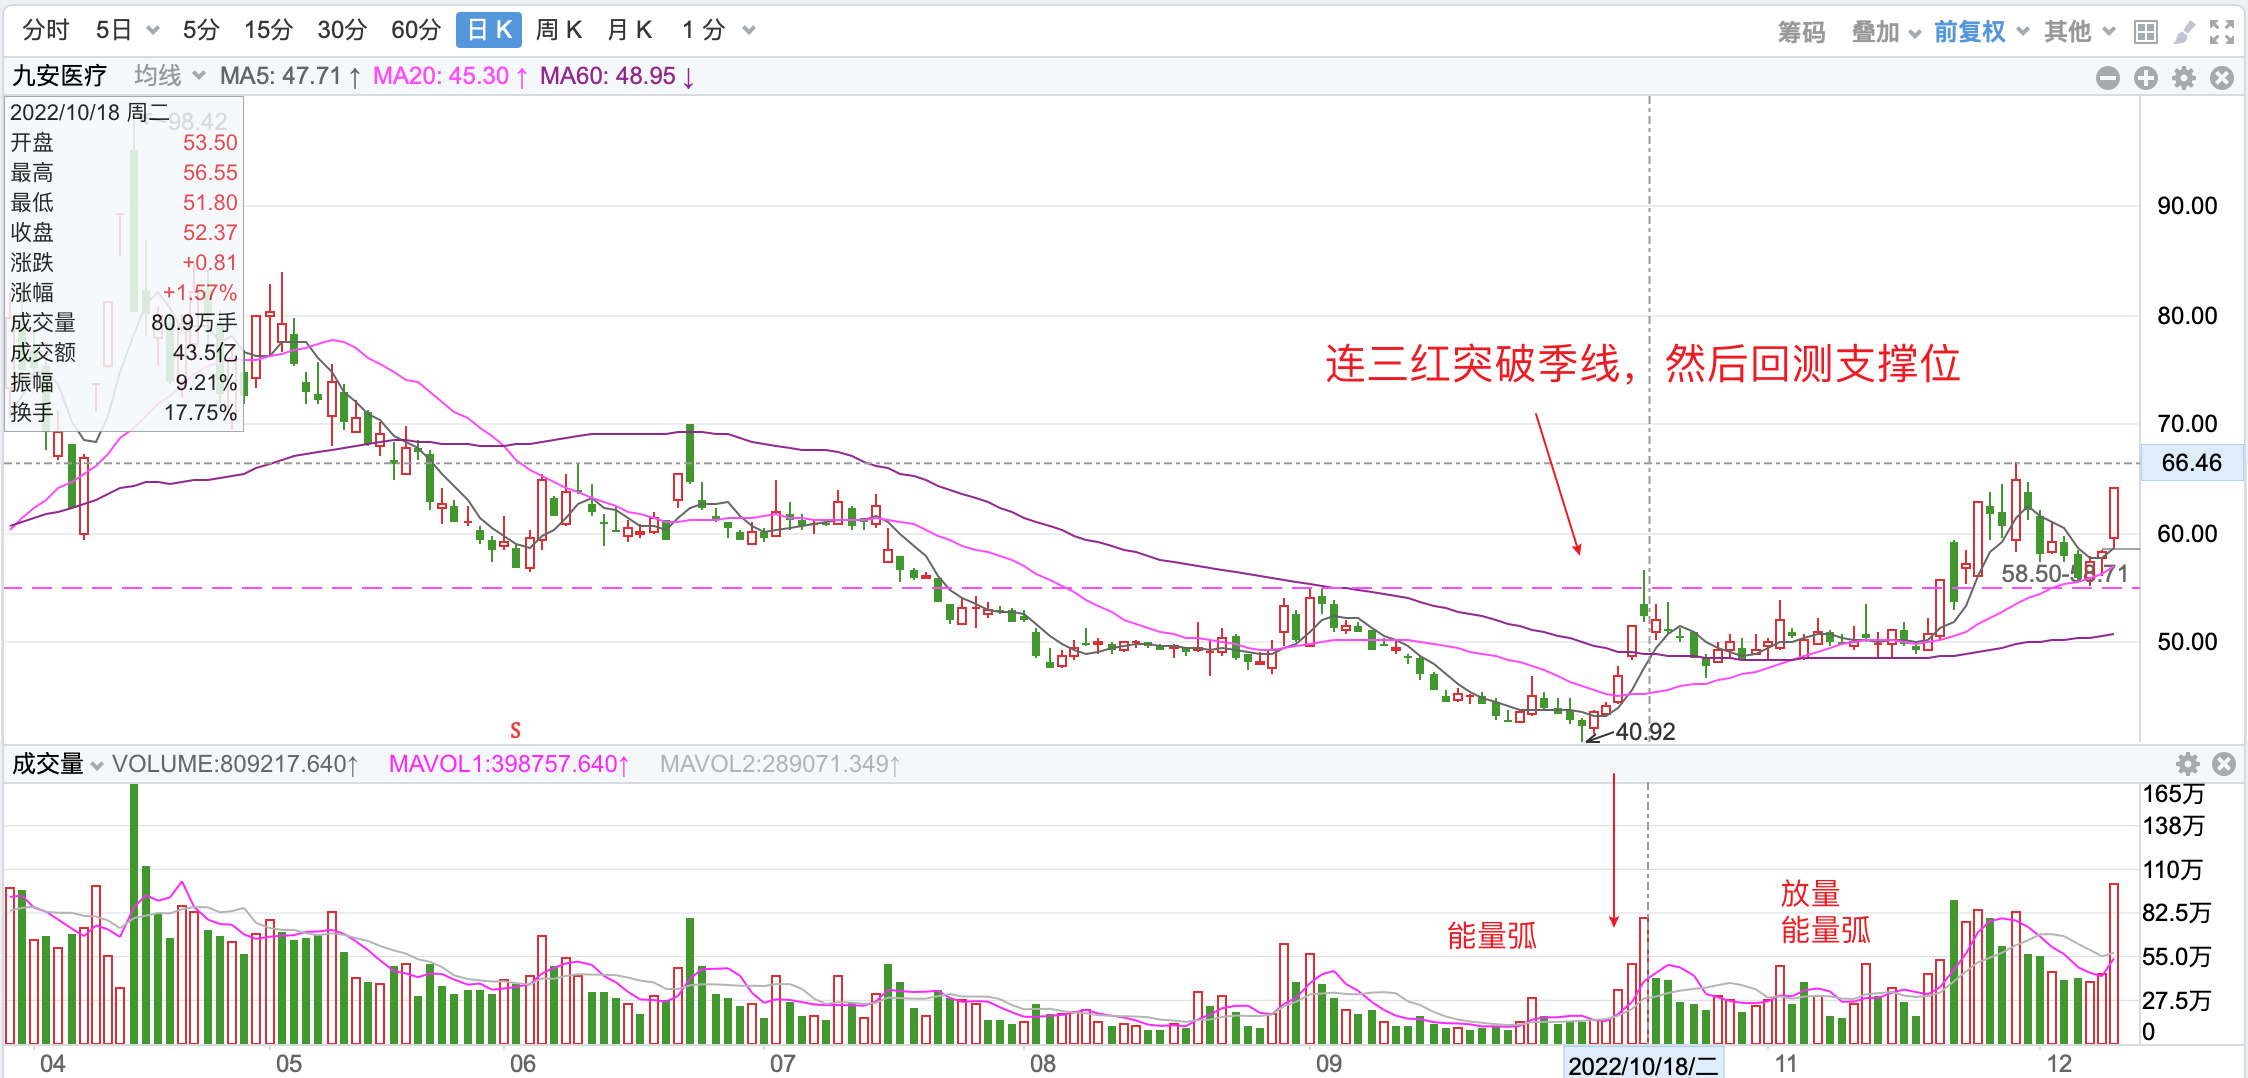 分时 5日 5分 15分 30分 60分 日K 周K 月K 1分 筹码 叠加 前复权 其他
九安医疗 均线 MA5: 47.71↑ MA20: 45.30↑ MA60: 48.95↓
2022/10/18 周二
98.42
开盘 53.50
最高 56.55
最低 51.80
收盘 52.37
涨跌 +0.81
涨幅 +1.57%
成交量 80.9万手
成交额 43.5亿
振幅 9.21%
换手 17.75%
90.00
80.00
连三红突破季线，然后回测支撑位
70.00
66.46
60.00
58.50-58.71
50.00
S
40.92
成交量 VOLUME:809217.640↑ MAVOL1:398757.640↑ MAVOL2:289071.349↑
165万
138万
110万
放量
能量弧
能量弧
82.5万
55.0万
27.5万
0
04 05 06 07 08 09 2022/10/18/二 11 12